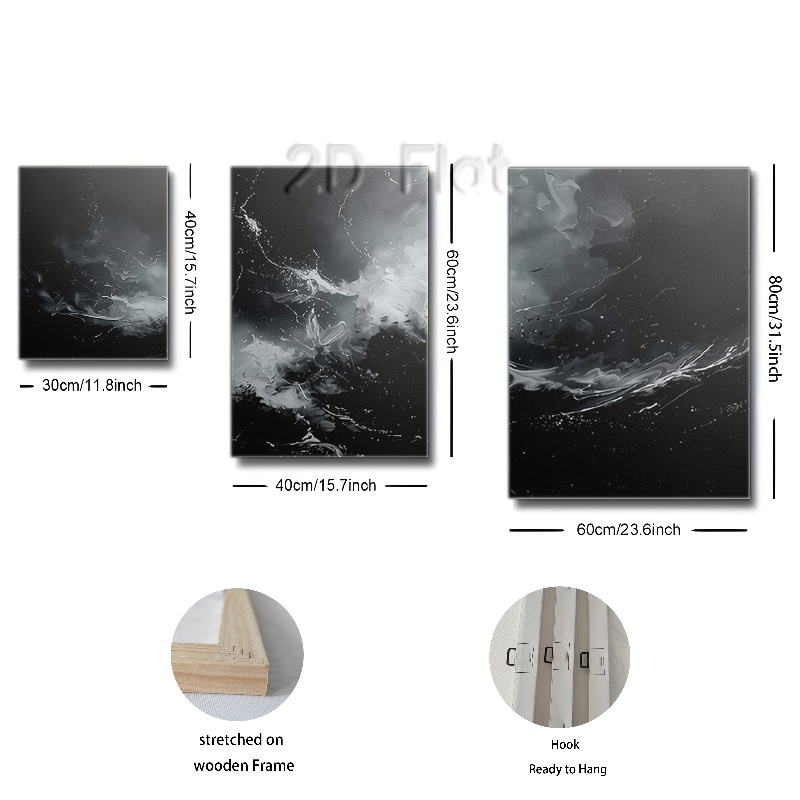 2D Flat
40cm/15.7inch
30cm/11.8inch
60cm/23.6inch
40cm/15.7inch
80cm/31.5inch
60cm/23.6inch
stretched on
wooden Frame
Hook
Ready to Hang